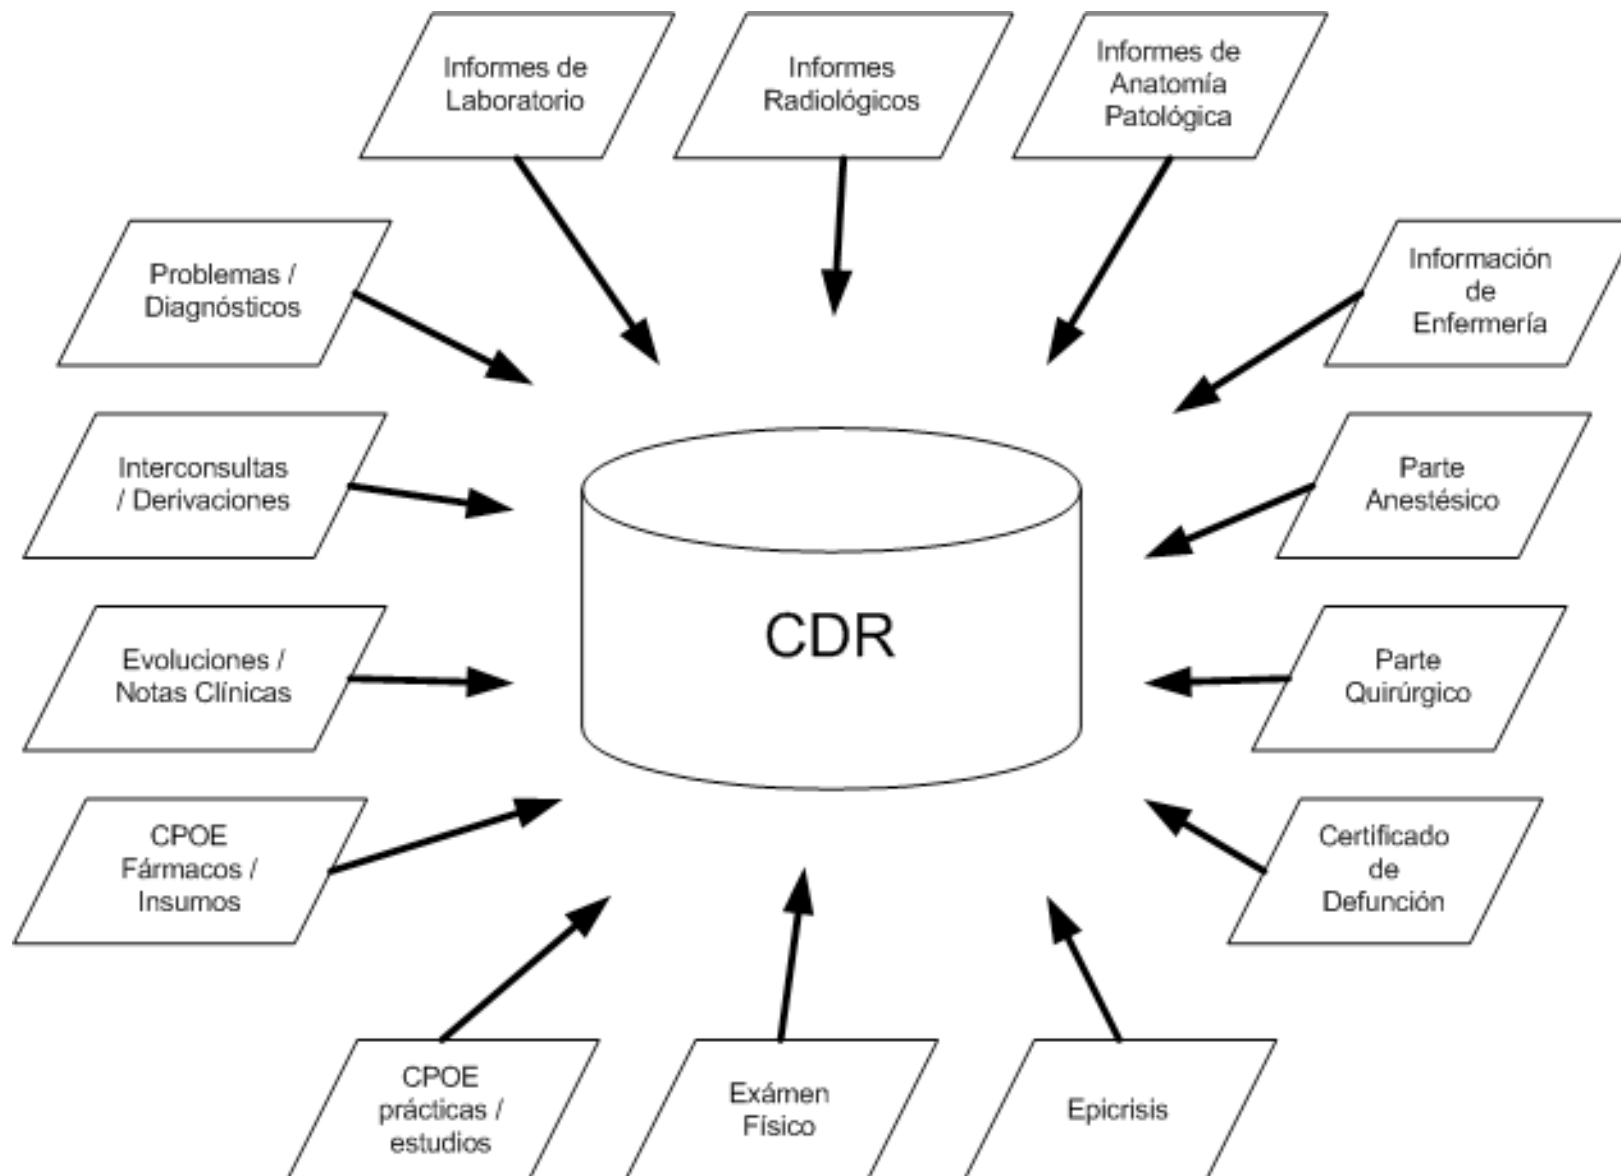 Informes de
Laboratorio
Informes
Radiológicos
Informes de
Anatomía
Patológica
Problemas /
Diagnósticos
Información
de
Enfermería
Interconsultas
/ Derivaciones
Parte
Anestésico
CDR
Evoluciones /
Notas Clínicas
Parte
Quirúrgico
CPOE
Fármacos /
Insumos
Certificado
de
Defunción
CPOE
prácticas /
estudios
Exámen
Físico
Epicrisis